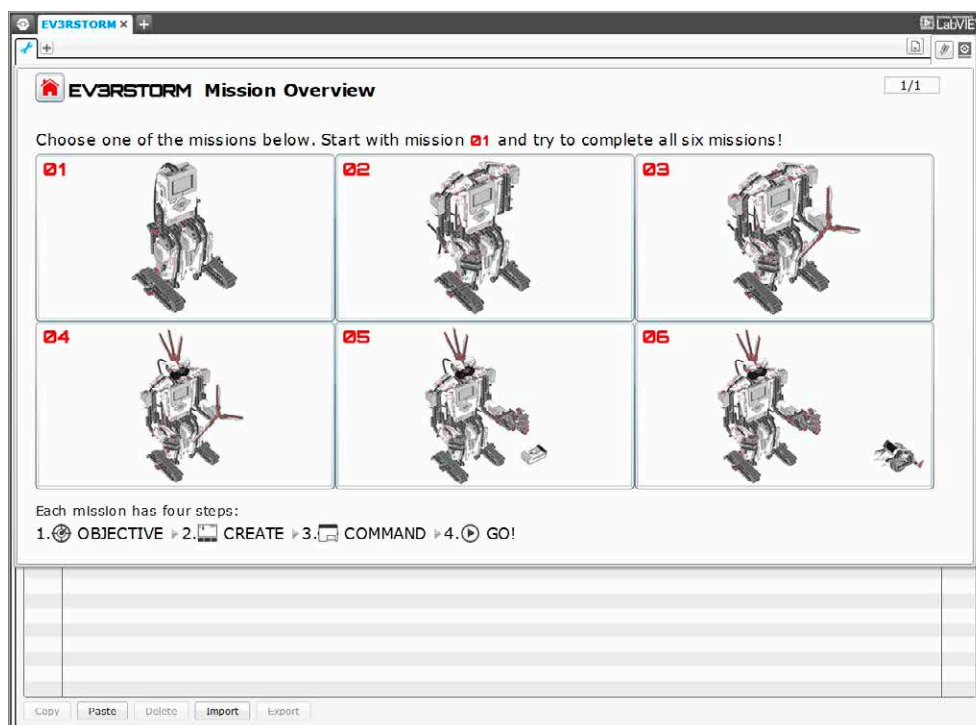 EV3RSTORM × +
LabVIE
+
EV3RSTORM Mission Overview
1/1
Choose one of the missions below. Start with mission 01 and try to complete all six missions!
01 02 03
04 05 06
Each mission has four steps:
1. OBJECTIVE 2. CREATE 3. COMMAND 4. GO!
Copy Paste Delete Import Export